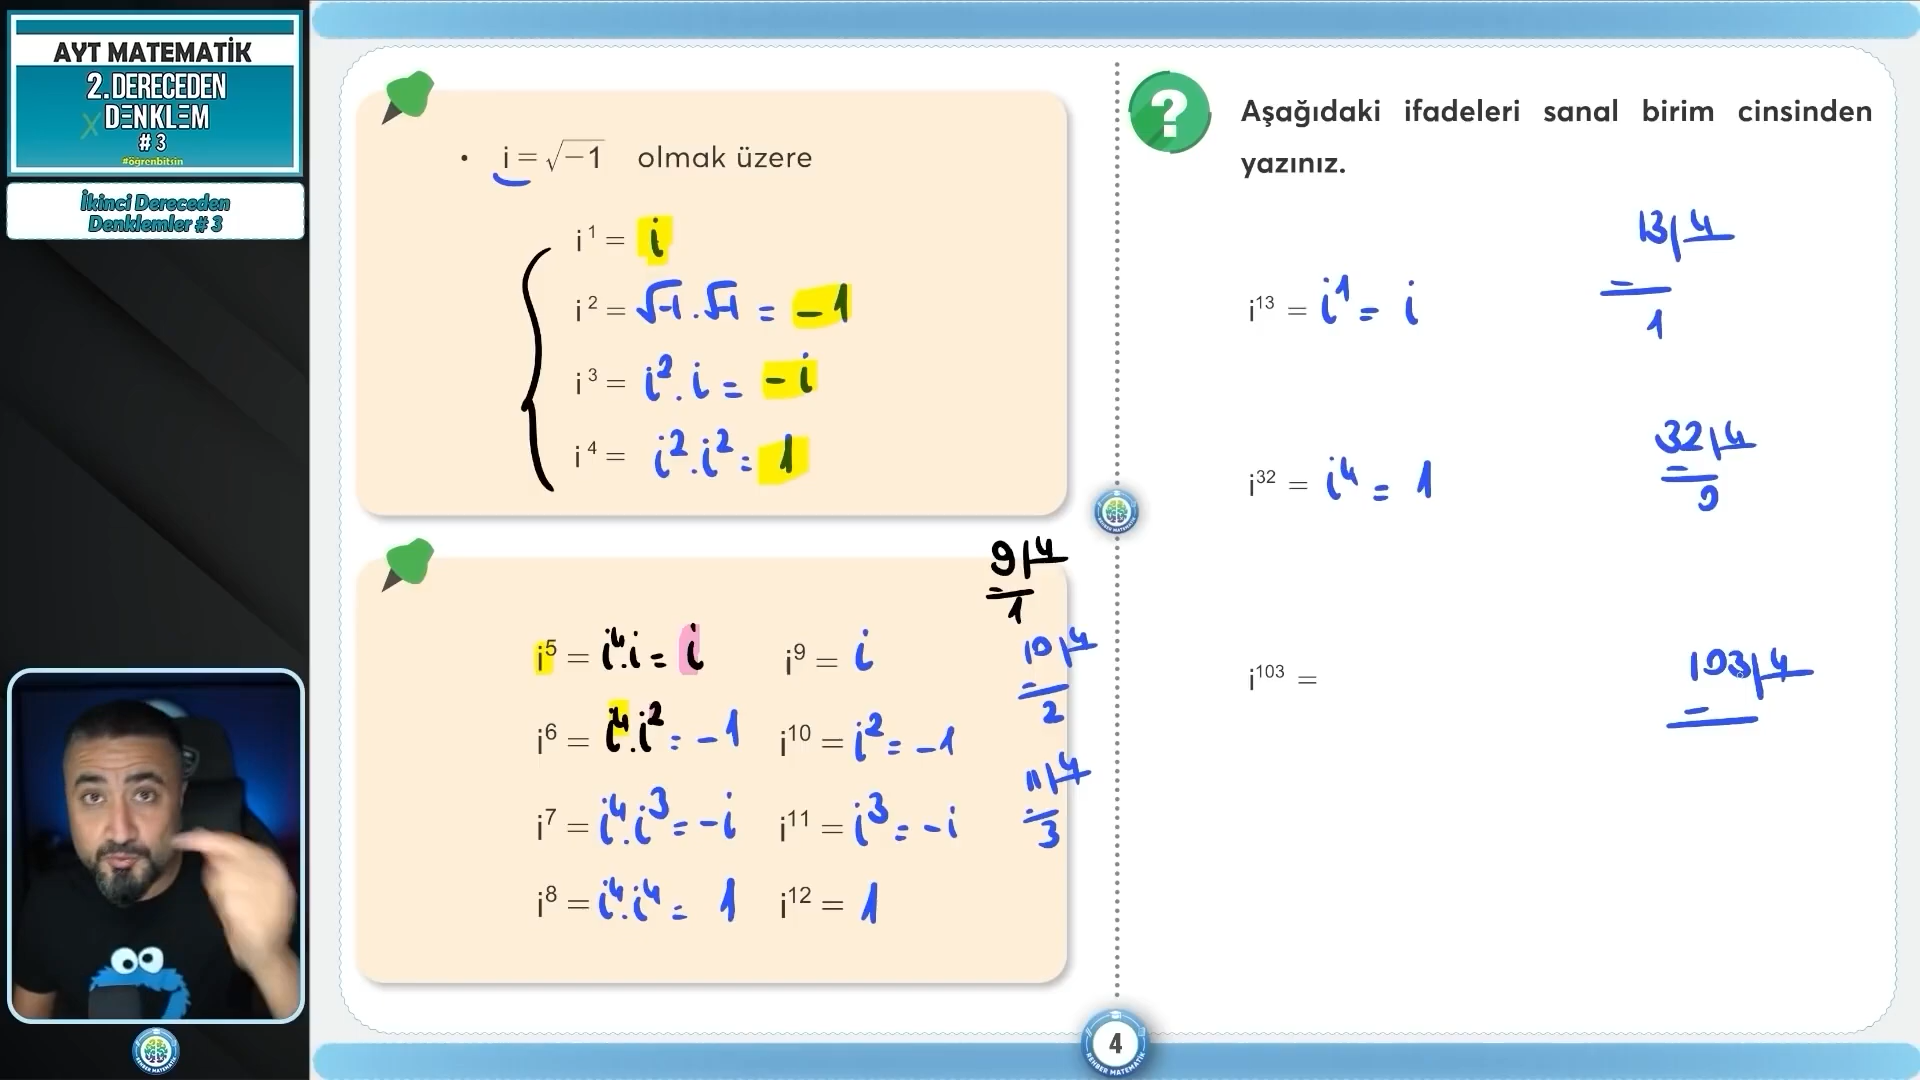 AYT MATEMATİK
2. DERECEDEN
DENKLEM
# 3
#öğrenbitsin
İkinci Dereceden
Denklemler # 3
• i = √−1 olmak üzere
i¹ = i
i² = √-1 . √-1 = -1
i³ = i² . i = -i
i⁴ = i² . i² = 1
9 | 4
1
i⁵ = i⁴ . i = i
i⁶ = i⁴ . i² = -1
i⁷ = i⁴ . i³ = -i
i⁸ = i⁴ . i⁴ = 1
i⁹ = i
i¹⁰ = i² = -1
i¹¹ = i³ = -i
i¹² = 1
10 | 4
2
11 | 4
3
?
Aşağıdaki ifadeleri sanal birim cinsinden
yazınız.
i¹³ = i¹ = i
13 | 4
1
i³² = i⁴ = 1
32 | 4
0
i¹⁰³ =
103 | 4
4
REHBER MATEMATİK